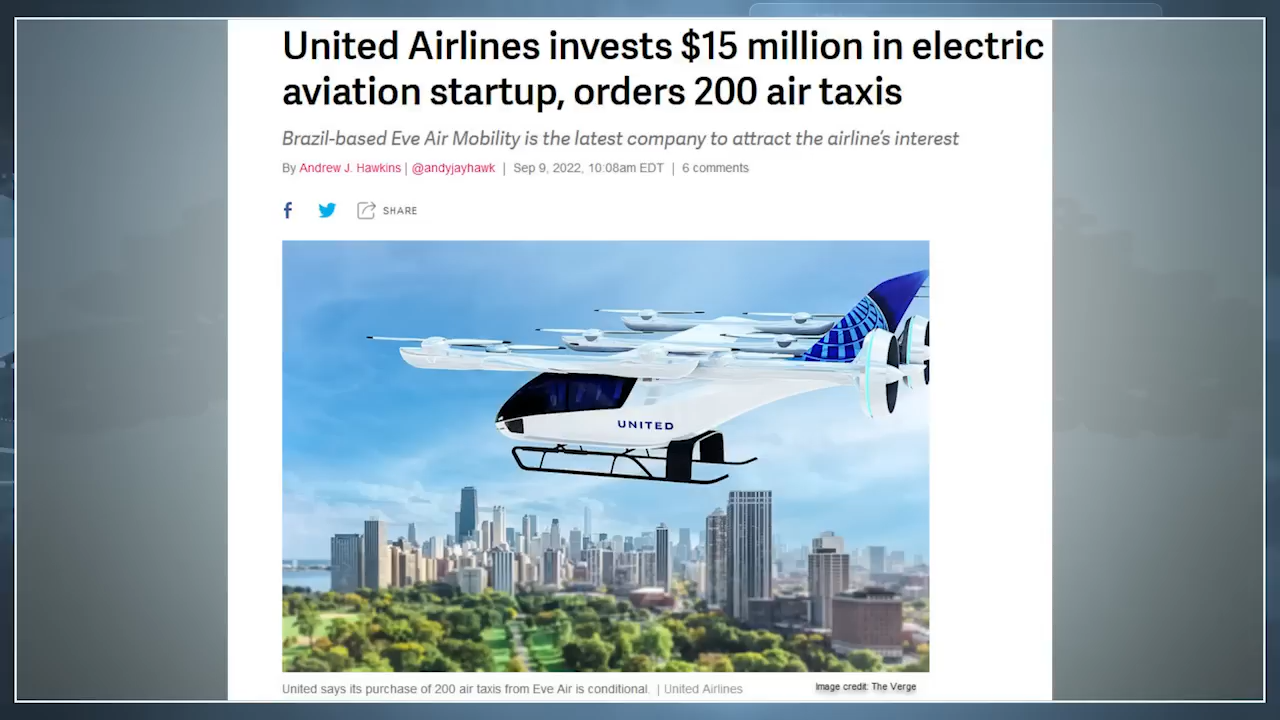 United Airlines invests $15 million in electric
aviation startup, orders 200 air taxis
Brazil-based Eve Air Mobility is the latest company to attract the airline's interest
By Andrew J. Hawkins | @andyjayhawk | Sep 9, 2022, 10:08am EDT | 6 comments
SHARE
UNITED
United says its purchase of 200 air taxis from Eve Air is conditional. | United Airlines
Image credit: The Verge